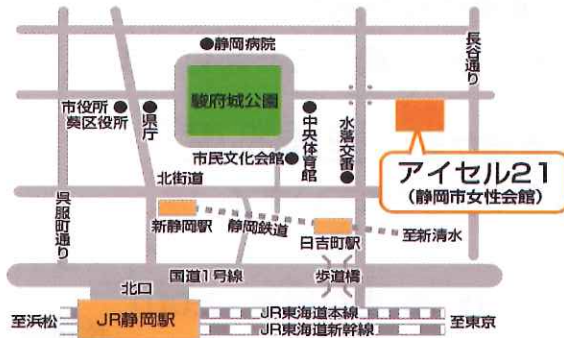 静岡病院
長谷通り
駿府城公園
市役所
葵区役所
県庁
中央体育館
水落交番
市民文化会館
アイセル21
(静岡市女性会館)
北街道
呉服町通り
新静岡駅
静岡鉄道
日吉町駅
至新清水
国道1号線
歩道橋
北口
至浜松
JR静岡駅
JR東海道本線
JR東海道新幹線
至東京